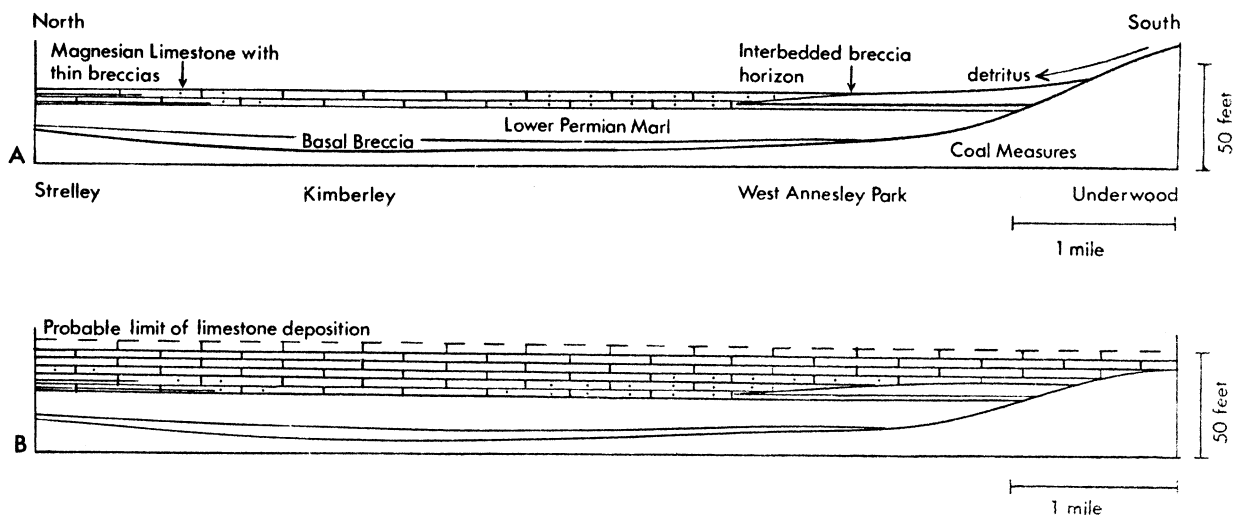 North
South
Magnesian Limestone with
thin breccias
Interbedded breccia
horizon
detritus
Lower Permian Marl
Basal Breccia
Coal Measures
50 feet
A
Strelley
Kimberley
West Annesley Park
Underwood
1 mile
Probable limit of limestone deposition
50 feet
B
1 mile